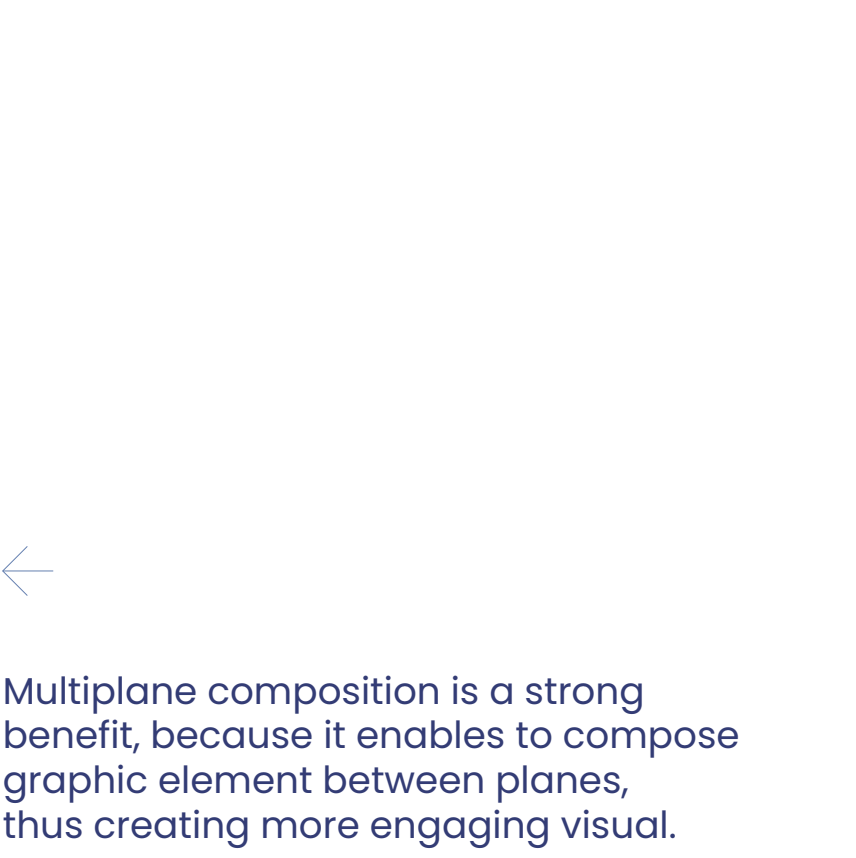 Multiplane composition is a strong
benefit, because it enables to compose
graphic element between planes,
thus creating more engaging visual.